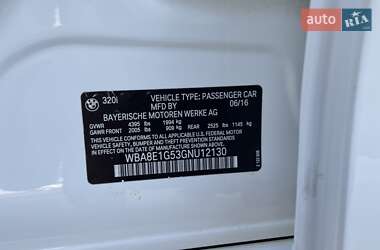 auto RIA.com
BMW 320i
VEHICLE TYPE: PASSENGER CAR
MFD BY 06/16
BAYERISCHE MOTOREN WERKE AG
GVWR 4395 lbs 1994 kg
GAWR FRONT 2005 lbs 909 kg REAR 2525 lbs 1145 kg
THIS VEHICLE CONFORMS TO ALL APPLICABLE
FEDERAL MOTOR VEHICLE SAFETY,
BUMPER, AND THEFT PREVENTION
STANDARDS IN EFFECT ON THE DATE OF
MANUFACTURE SHOWN ABOVE.
WBA8E1G53GNU12130